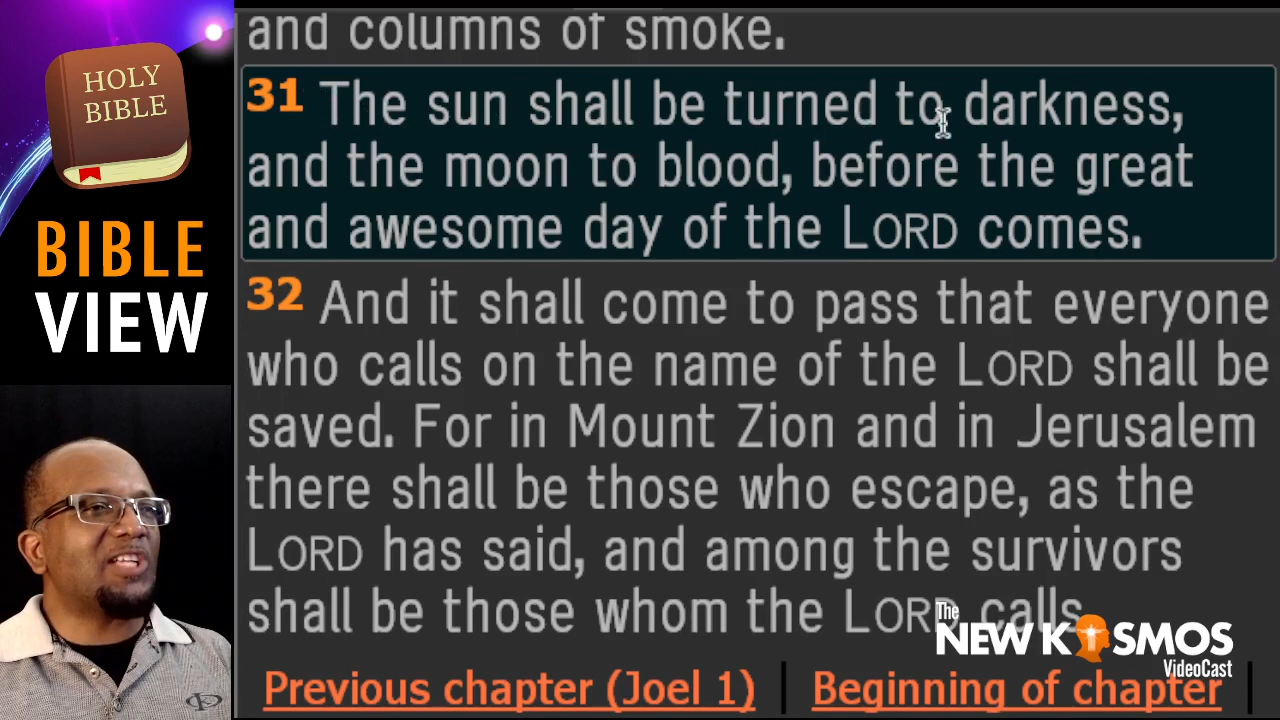 HOLY
BIBLE
BIBLE
VIEW
and columns of smoke.
31 The sun shall be turned to darkness,
and the moon to blood, before the great
and awesome day of the LORD comes.
32 And it shall come to pass that everyone
who calls on the name of the LORD shall be
saved. For in Mount Zion and in Jerusalem
there shall be those who escape, as the
LORD has said, and among the survivors
shall be those whom the LORD calls
Previous chapter (Joel 1) | Beginning of chapter |
The
NEW KOSMOS
VideoCast